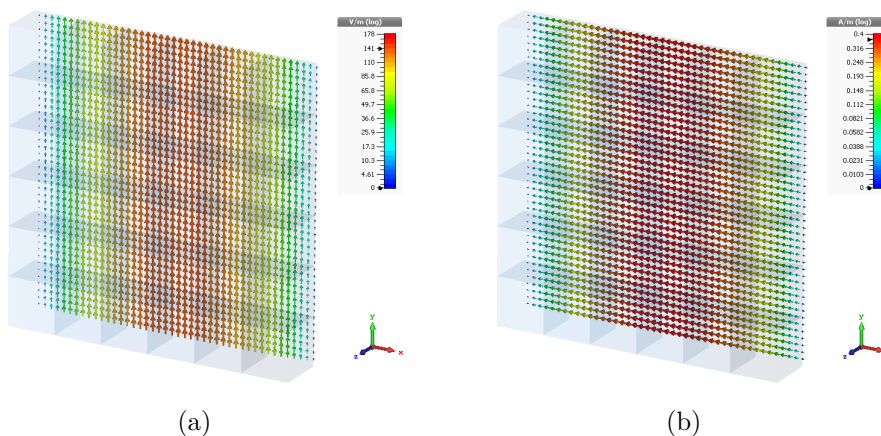 V/m (log)
178
141
110
85.6
65.8
49.7
36.6
25.9
17.3
10.3
4.61
0
y
x
z
(a)
A/m (log)
0.4
0.316
0.248
0.193
0.148
0.112
0.0821
0.0582
0.0388
0.0231
0.0103
0
y
z
(b)